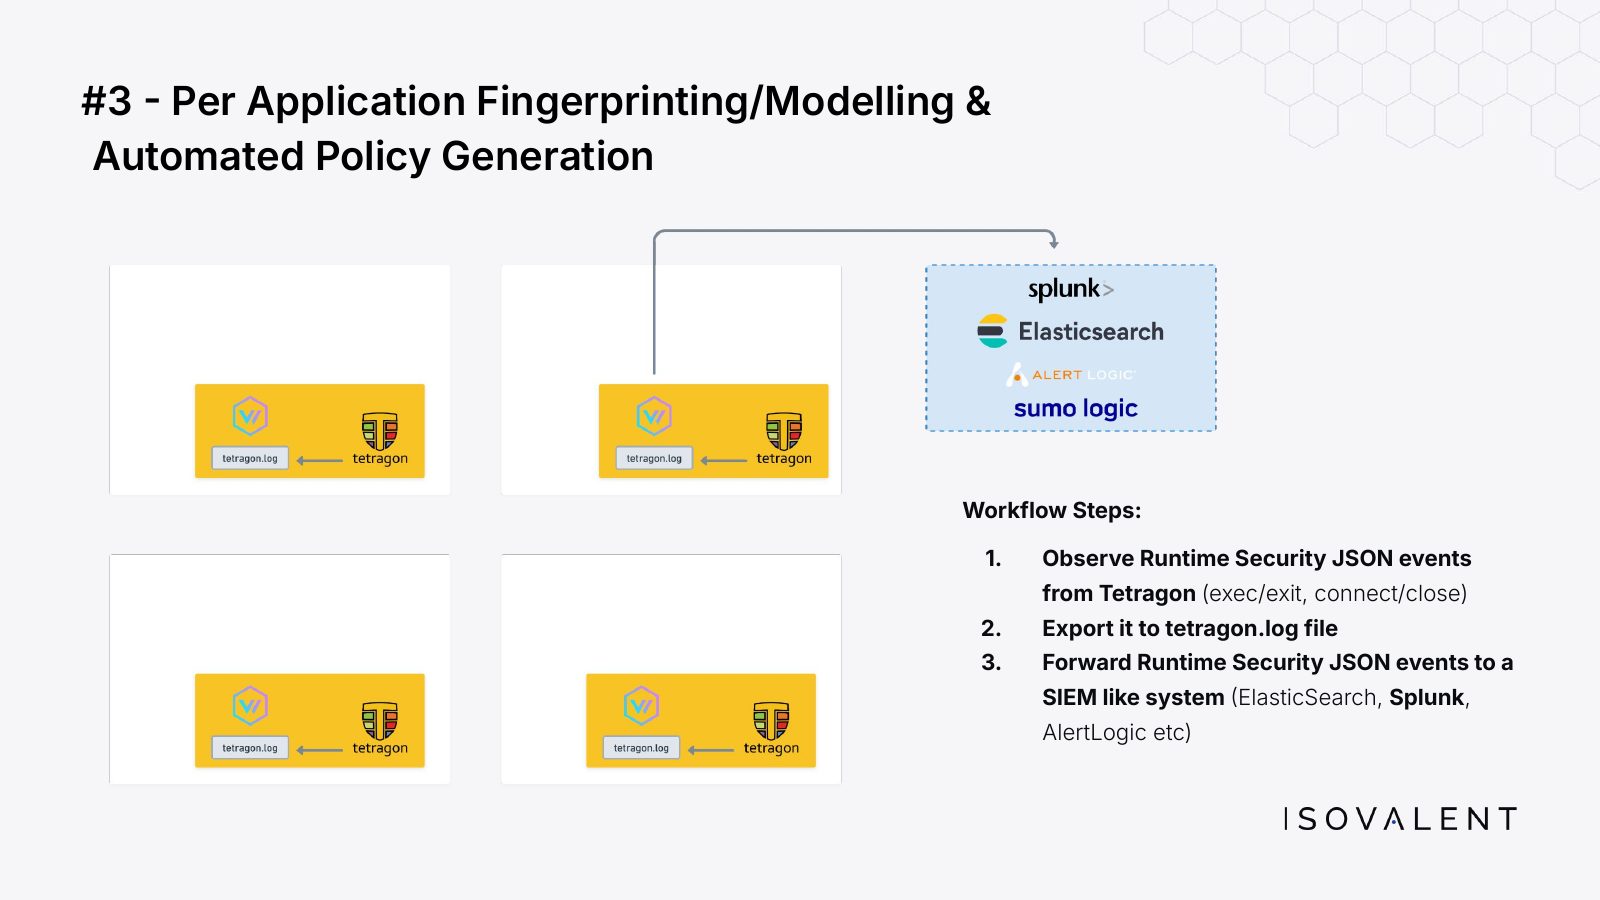 #3 - Per Application Fingerprinting/Modelling &
Automated Policy Generation
splunk>
Elasticsearch
ALERT LOGIC
sumo logic
tetragon.log
tetragon
tetragon.log
tetragon
Workflow Steps:
1. Observe Runtime Security JSON events
from Tetragon (exec/exit, connect/close)
2. Export it to tetragon.log file
3. Forward Runtime Security JSON events to a
SIEM like system (ElasticSearch, Splunk,
AlertLogic etc)
tetragon.log
tetragon
tetragon.log
tetragon
ISOVALENT